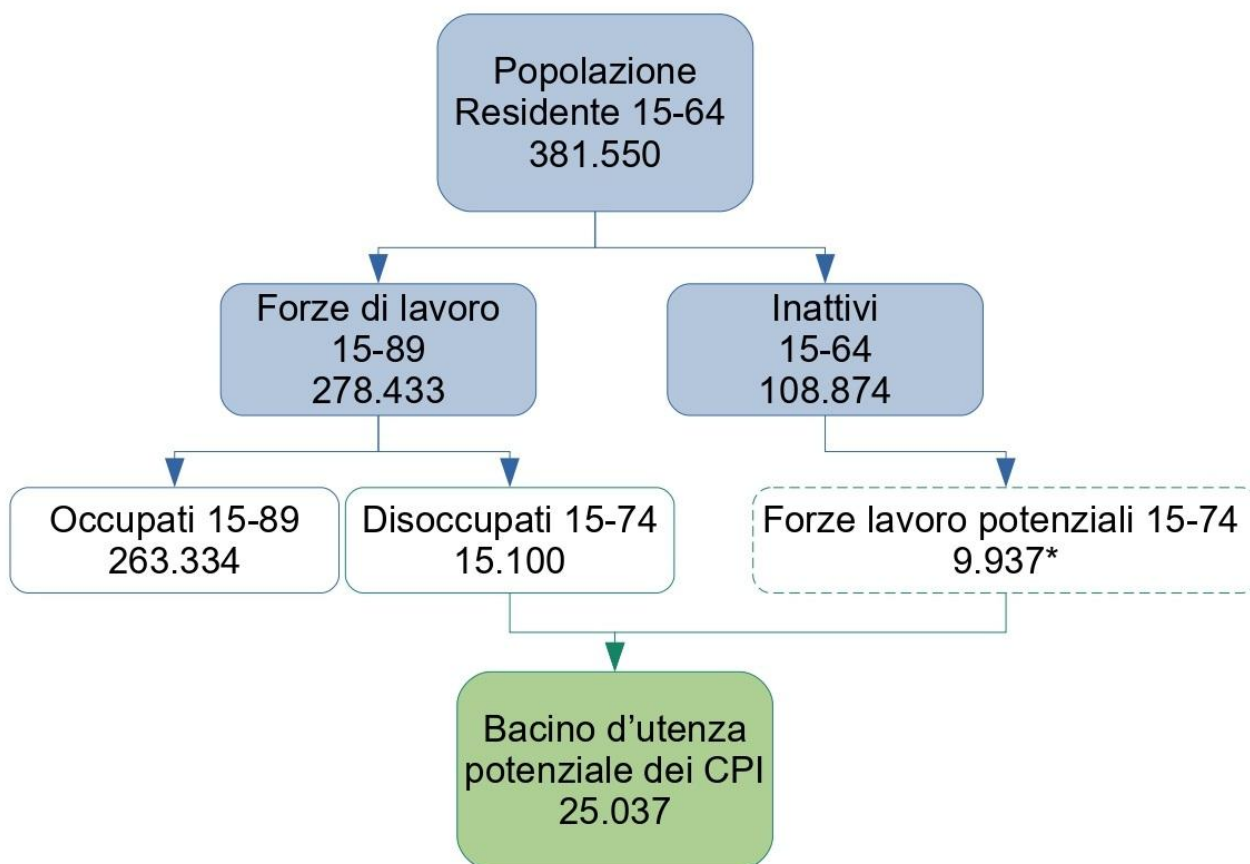 Popolazione
Residente 15-64
381.550
Forze di lavoro
15-89
278.433
Inattivi
15-64
108.874
Occupati 15-89
263.334
Disoccupati 15-74
15.100
Forze lavoro potenziali 15-74
9.937*
Bacino d’utenza
potenziale dei CPI
25.037